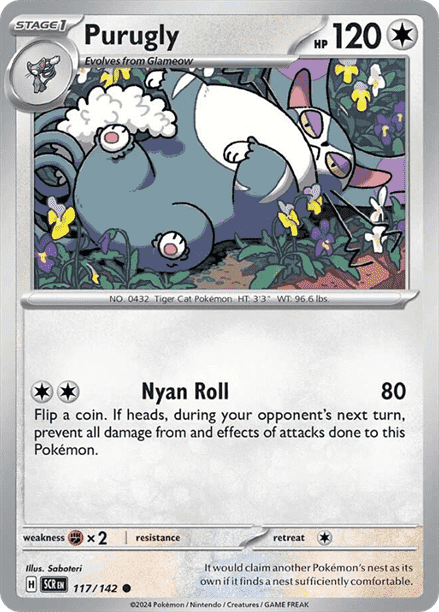 STAGE1
Purugly
HP 120
Evolves from Glameow
NO. 0432 Tiger Cat Pokémon HT: 3'3" WT: 96.6 lbs
Nyan Roll 80
Flip a coin. If heads, during your opponent's next turn,
prevent all damage from and effects of attacks done to this
Pokémon.
weakness ×2 resistance retreat
Illus. Saboteri
H SCR EN 117/142
It would claim another Pokémon's nest as its
own if it finds a nest sufficiently comfortable.
©2024 Pokémon / Nintendo / Creatures / GAME FREAK